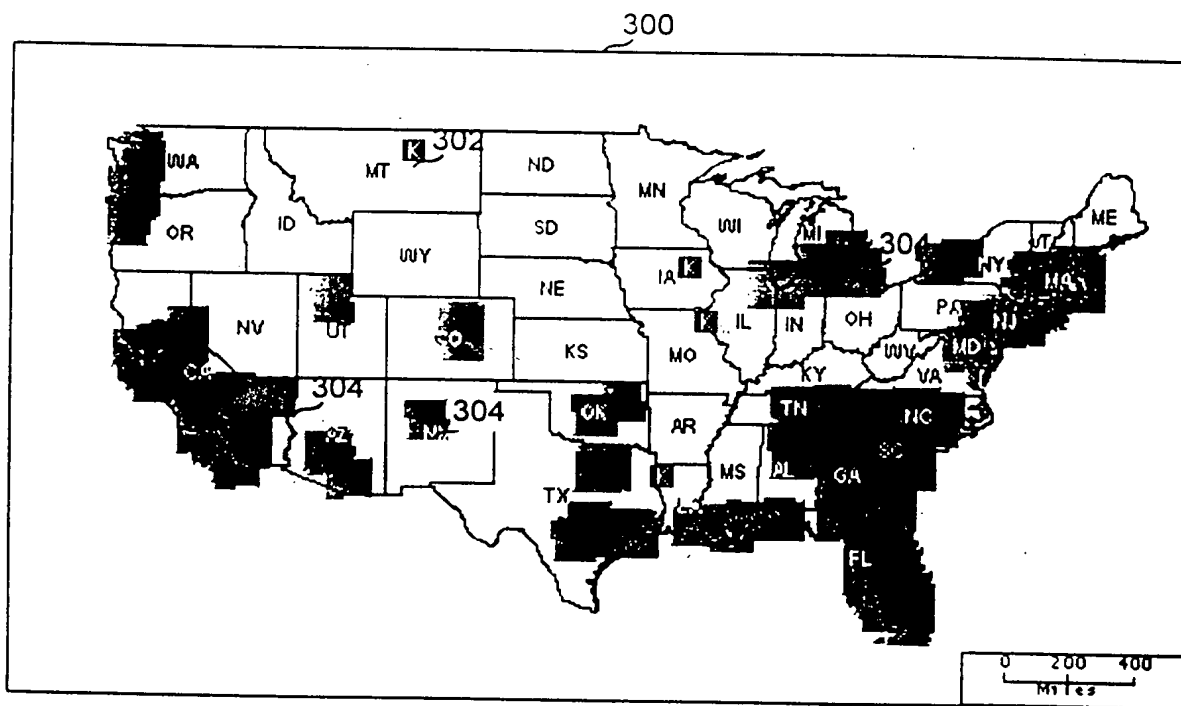 300
WA
MT
K
302
ND
MN
ME
OR
ID
SD
WI
MI
304
VT
NY
WY
IA
K
MA
NE
NV
UT
IL
IN
OH
PA
NJ
K
MD
KS
MO
WV
CA
KY
VA
304
304
OK
TN
NC
AZ
NM
AR
SC
K
MS
AL
GA
TX
FL
0 200 400
Miles